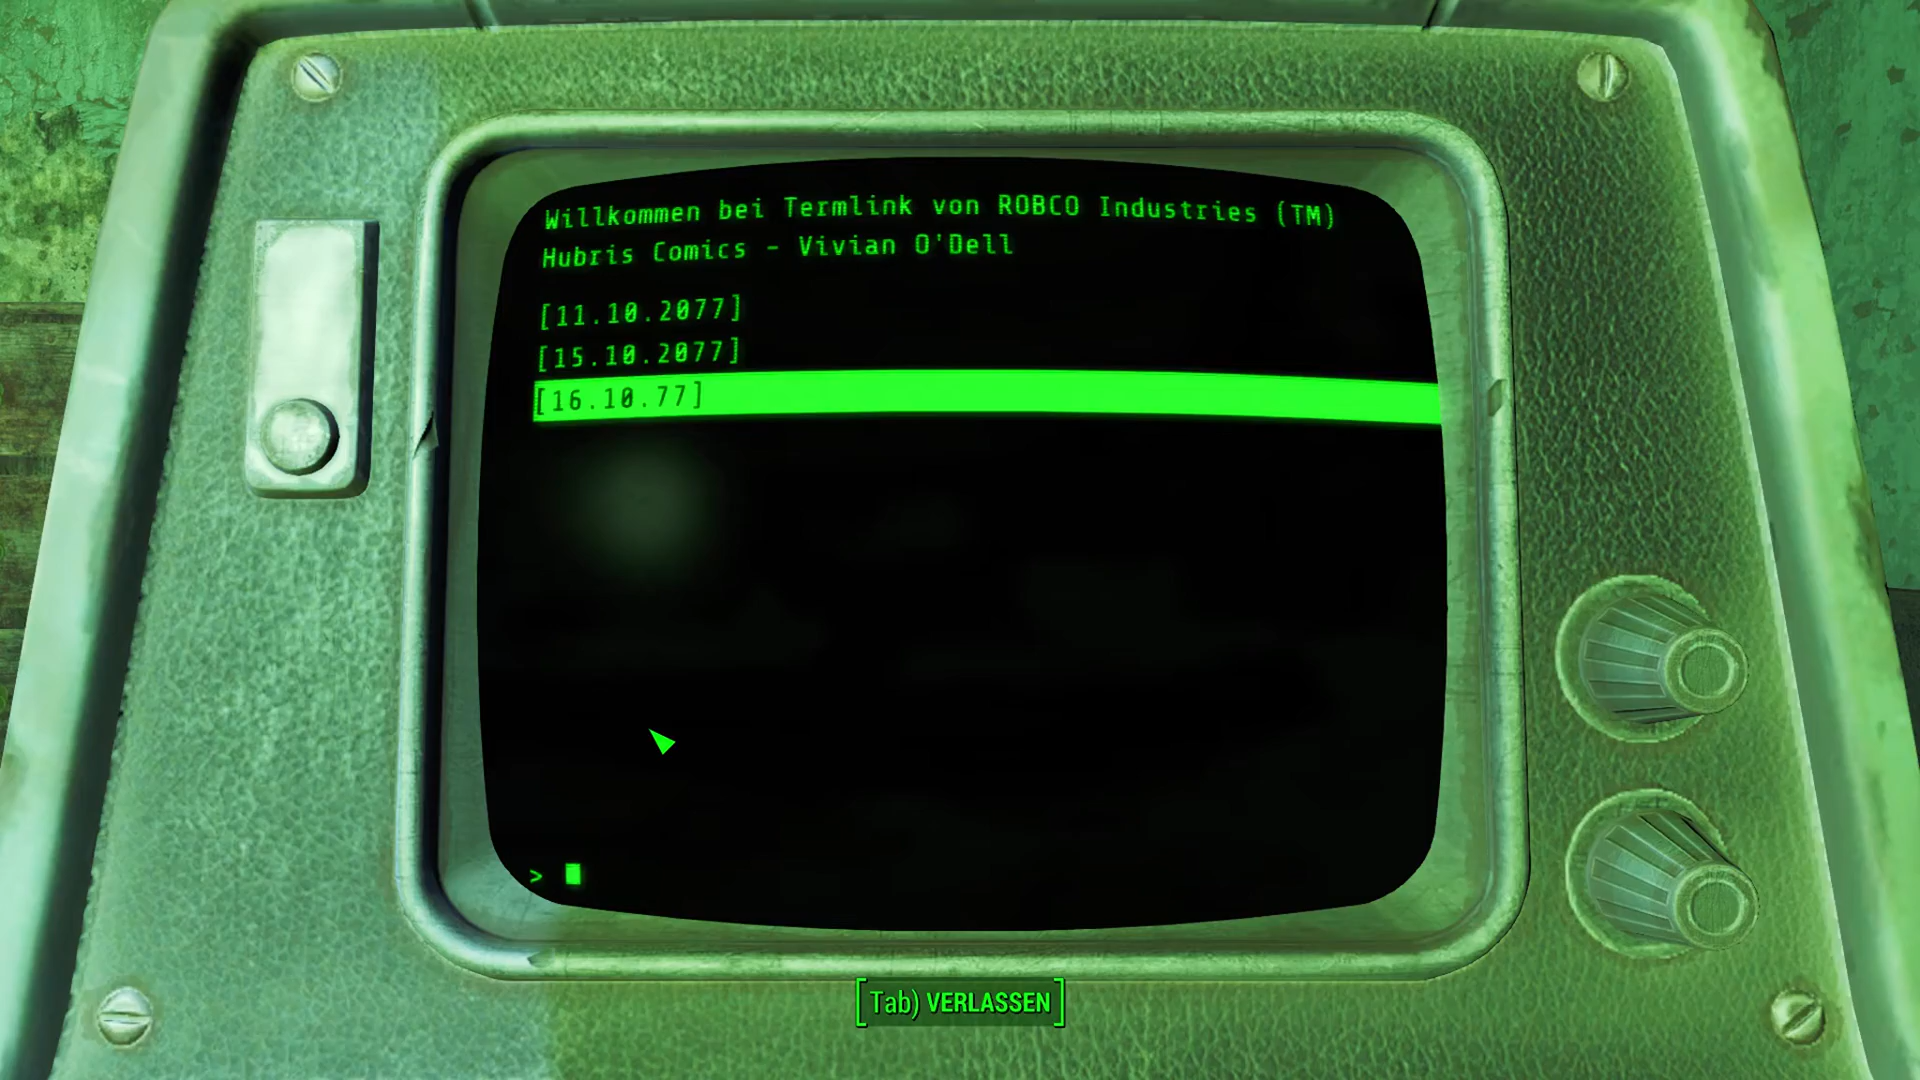 Willkommen bei Termlink von ROBCO Industries (TM)
Hubris Comics - Vivian O'Dell
[11.10.2077]
[15.10.2077]
[16.10.77]
>
[Tab) VERLASSEN]